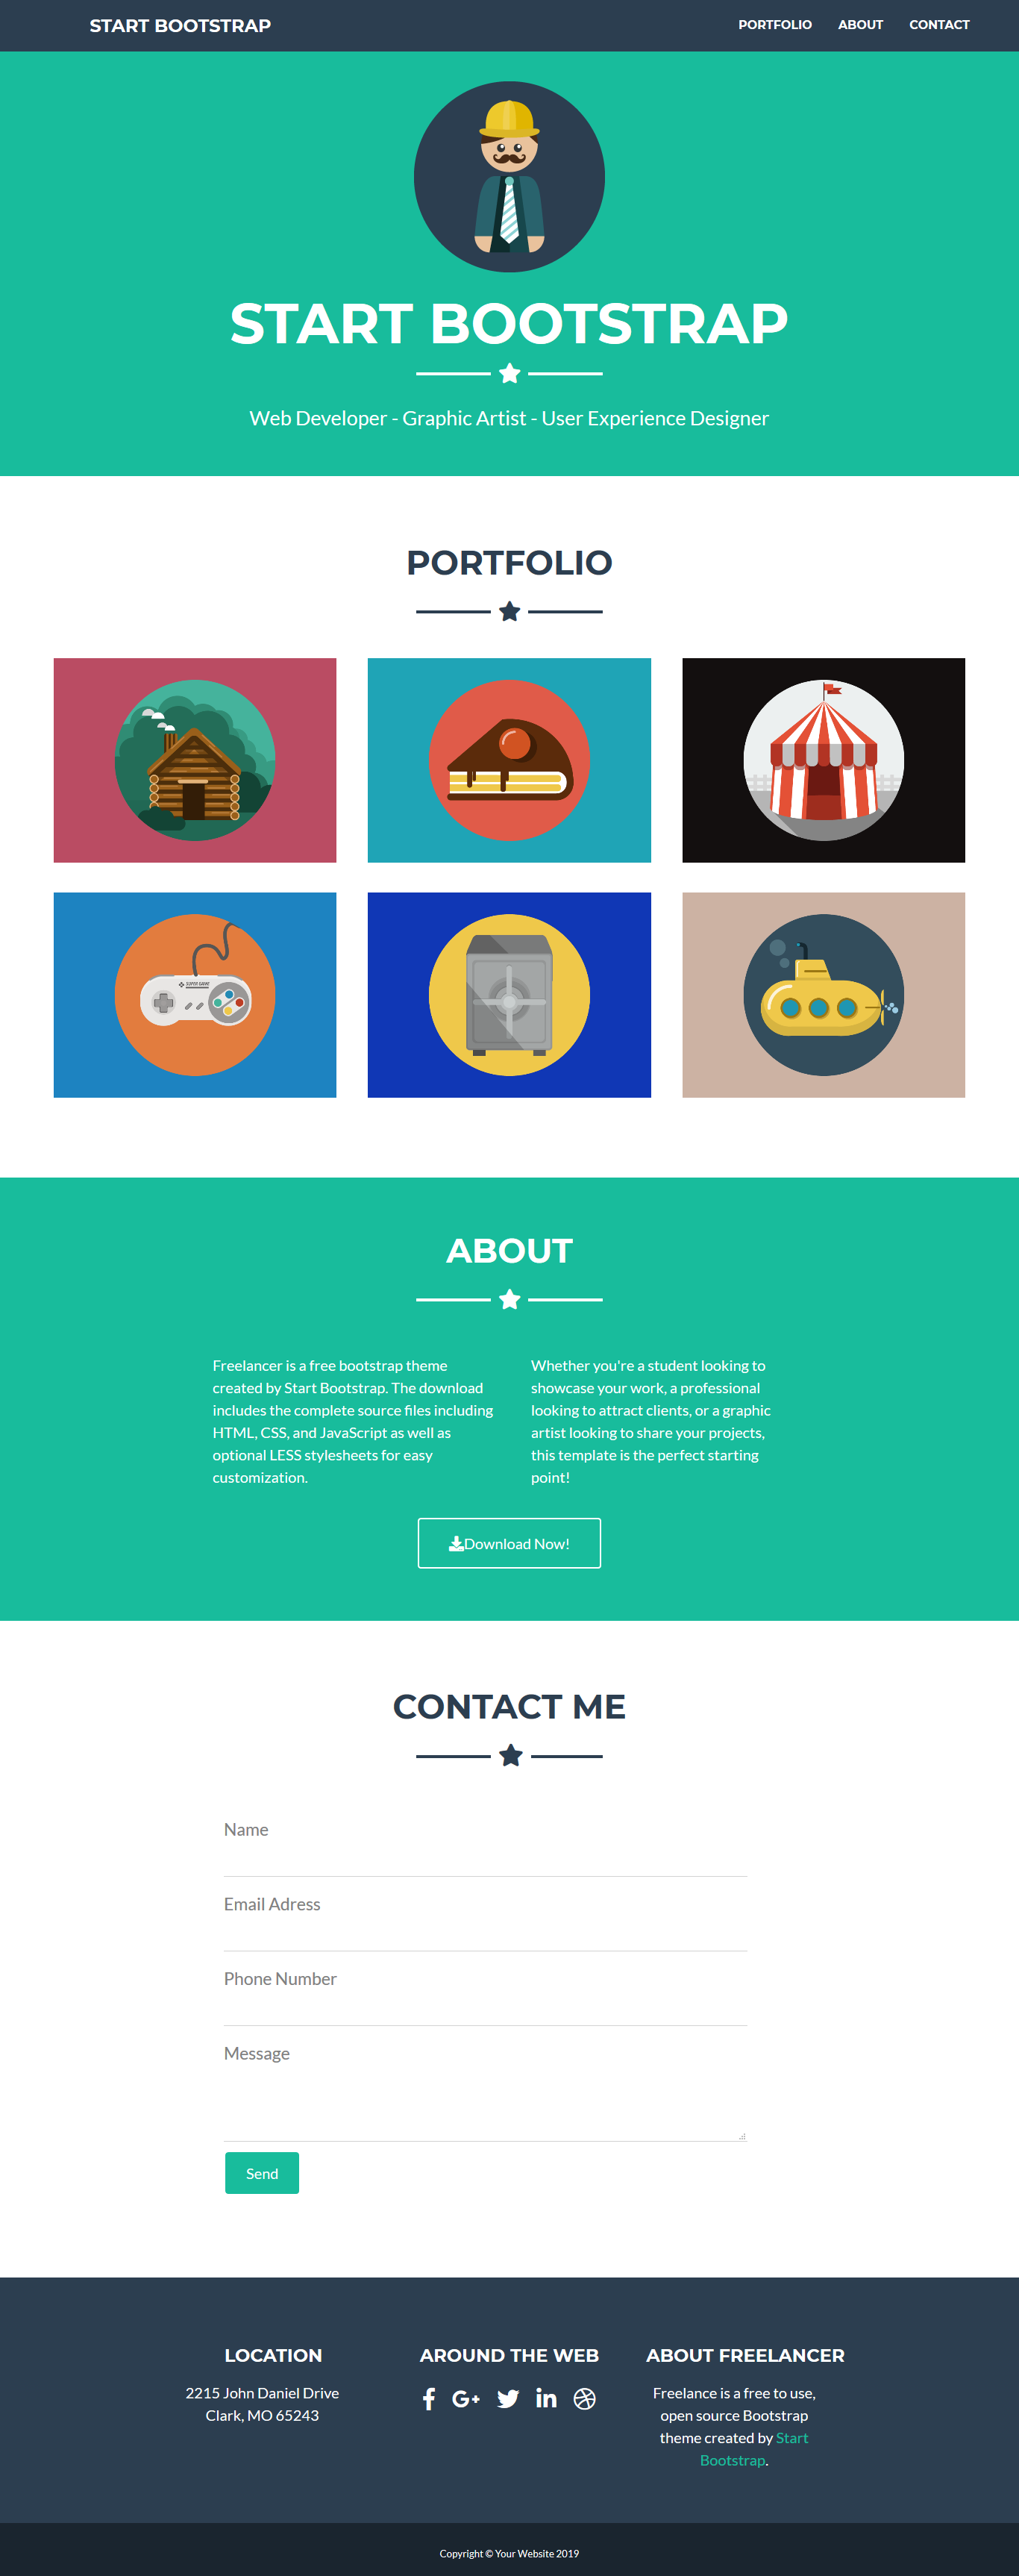 START BOOTSTRAP
PORTFOLIO ABOUT CONTACT
START BOOTSTRAP
Web Developer - Graphic Artist - User Experience Designer
PORTFOLIO
SUPER GAME
ABOUT
Freelancer is a free bootstrap theme
created by Start Bootstrap. The download
includes the complete source files including
HTML, CSS, and JavaScript as well as
optional LESS stylesheets for easy
customization.
Whether you're a student looking to
showcase your work, a professional
looking to attract clients, or a graphic
artist looking to share your projects,
this template is the perfect starting
point!
Download Now!
CONTACT ME
Name
Email Adress
Phone Number
Message
Send
LOCATION
2215 John Daniel Drive
Clark, MO 65243
AROUND THE WEB
ABOUT FREELANCER
Freelance is a free to use,
open source Bootstrap
theme created by Start
Bootstrap.
Copyright © Your Website 2019